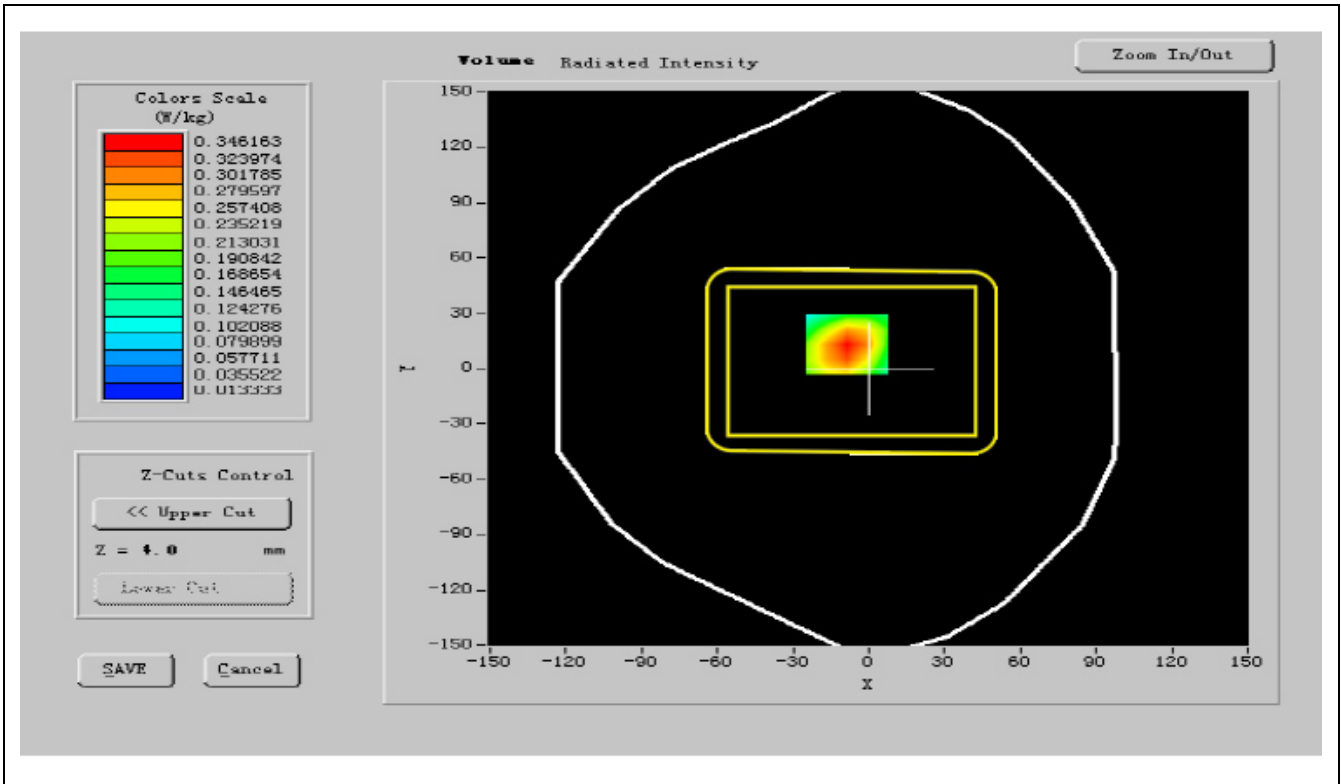 Volume Radiated Intensity
Zoom In/Out
Colors Scale
(W/kg)
0.346163
0.323974
0.301785
0.279597
0.257408
0.235219
0.213031
0.190842
0.168654
0.146465
0.124276
0.102088
0.079899
0.057711
0.035522
0.013333
Z-Cuts Control
<< Upper Cut
Z = 4.0 mm
Lower Cut
SAVE
Cancel
150
120
90
60
30
0
-30
-60
-90
-120
-150
Z
-150 -120 -90 -60 -30 0 30 60 90 120 150
X